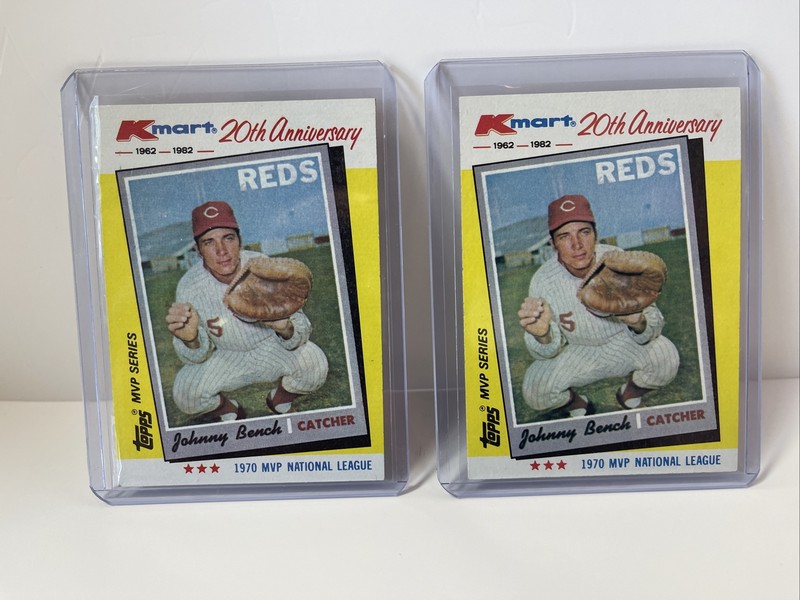 Kmart® 20th Anniversary
1962 — 1982
REDS
C
5
Topps® MVP SERIES
Johnny Bench | CATCHER
★★★ 1970 MVP NATIONAL LEAGUE
Kmart® 20th Anniversary
1962 — 1982
REDS
C
5
Topps® MVP SERIES
Johnny Bench | CATCHER
★★★ 1970 MVP NATIONAL LEAGUE